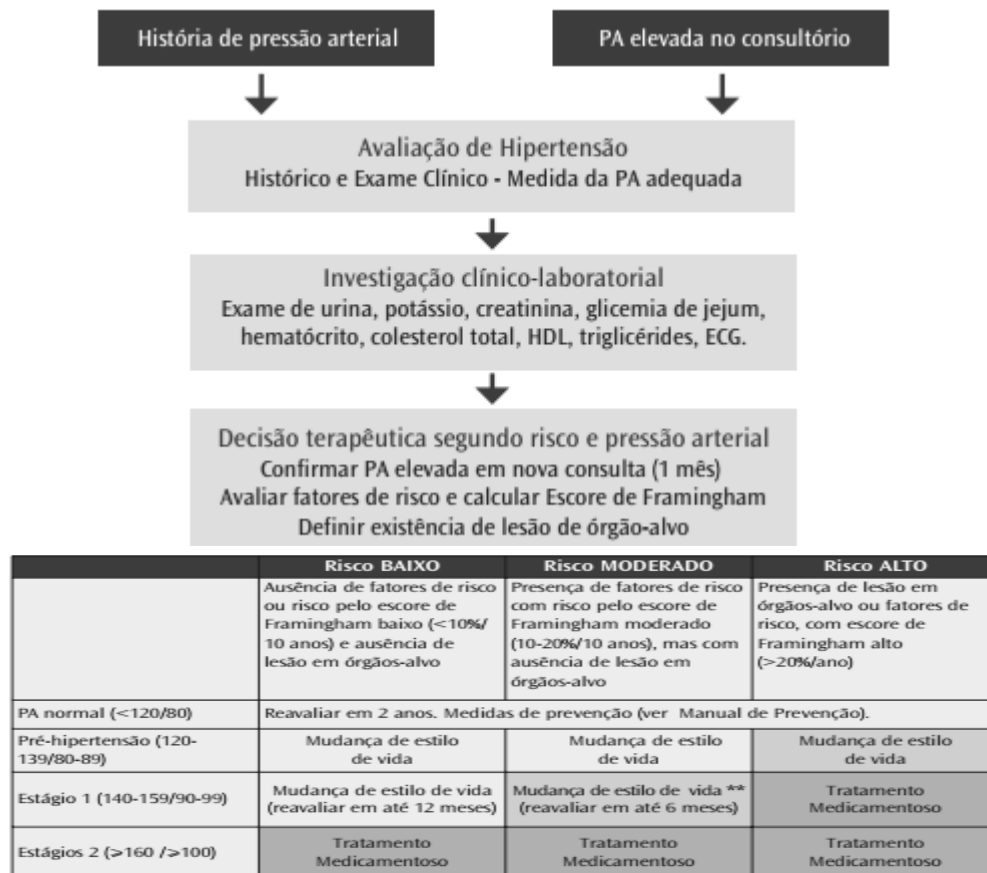 História de pressão arterial
PA elevada no consultório
Avaliação de Hipertensão
Histórico e Exame Clínico - Medida da PA adequada
Investigação clínico-laboratorial
Exame de urina, potássio, creatinina, glicemia de jejum,
hematócrito, colesterol total, HDL, triglicérides, ECG.
Decisão terapêutica segundo risco e pressão arterial
Confirmar PA elevada em nova consulta (1 mês)
Avaliar fatores de risco e calcular Escore de Framingham
Definir existência de lesão de órgão-alvo
Risco BAIXO
Risco MODERADO
Risco ALTO
Ausência de fatores de risco
ou risco pelo escore de
Framingham baixo (<10%/
10 anos) e ausência de
lesão em órgãos-alvo
Presença de fatores de risco
com risco pelo escore de
Framingham moderado
(10-20%/10 anos), mas com
ausência de lesão em
órgãos-alvo
Presença de lesão em
órgãos-alvo ou fatores de
risco, com escore de
Framingham alto
(>20%/ano)
PA normal (<120/80)
Reavaliar em 2 anos. Medidas de prevenção (ver Manual de Prevenção).
Pré-hipertensão (120-
139/80-89)
Mudança de estilo
de vida
Mudança de estilo
de vida
Mudança de estilo
de vida
Estágio 1 (140-159/90-99)
Mudança de estilo de vida
(reavaliar em até 12 meses)
Mudança de estilo de vida **
(reavaliar em até 6 meses)
Tratamento
Medicamentoso
Estágios 2 (>160 />100)
Tratamento
Medicamentoso
Tratamento
Medicamentoso
Tratamento
Medicamentoso